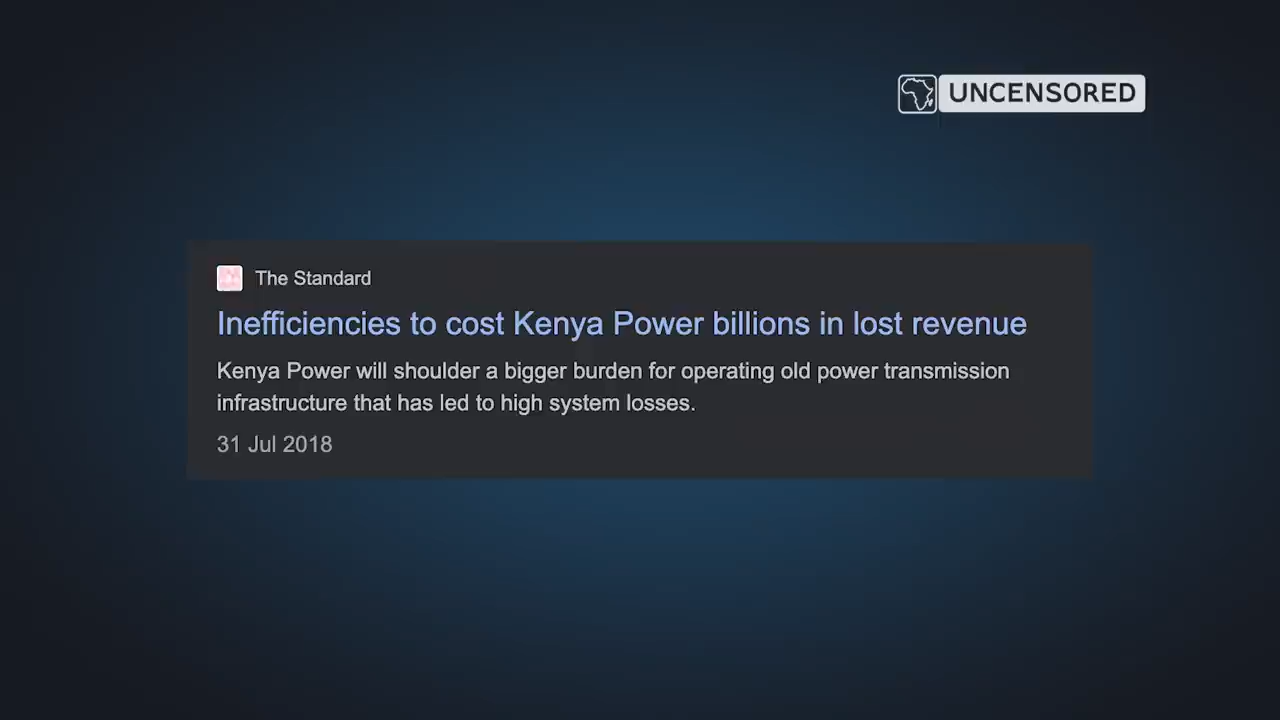 UNCENSORED
The Standard
Inefficiencies to cost Kenya Power billions in lost revenue
Kenya Power will shoulder a bigger burden for operating old power transmission
infrastructure that has led to high system losses.
31 Jul 2018